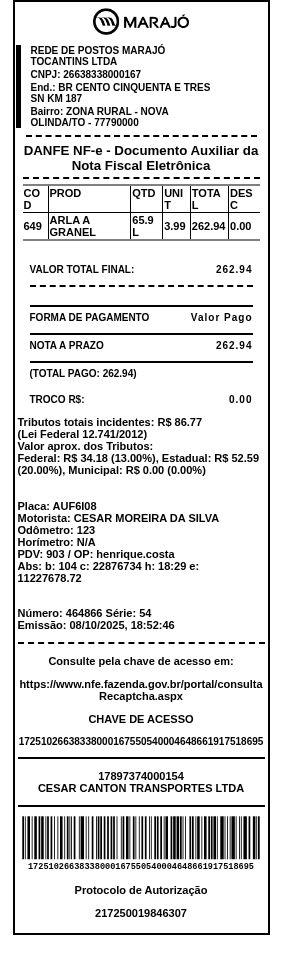 MARAJÓ
REDE DE POSTOS MARAJÓ
TOCANTINS LTDA
CNPJ: 26638338000167
End.: BR CENTO CINQUENTA E TRES
SN KM 187
Bairro: ZONA RURAL - NOVA
OLINDA/TO - 77790000
DANFE NF-e - Documento Auxiliar da
Nota Fiscal Eletrônica
COD PROD QTD UNIT TOTAL DESC
649 ARLA A GRANEL 65.9 L 3.99 262.94 0.00
VALOR TOTAL FINAL: 262.94
FORMA DE PAGAMENTO Valor Pago
NOTA A PRAZO 262.94
(TOTAL PAGO: 262.94)
TROCO R$: 0.00
Tributos totais incidentes: R$ 86.77
(Lei Federal 12.741/2012)
Valor aprox. dos Tributos:
Federal: R$ 34.18 (13.00%), Estadual: R$ 52.59
(20.00%), Municipal: R$ 0.00 (0.00%)
Placa: AUF6I08
Motorista: CESAR MOREIRA DA SILVA
Odômetro: 123
Horímetro: N/A
PDV: 903 / OP: henrique.costa
Abs: b: 104 c: 22876734 h: 18:29 e:
11227678.72
Número: 464866 Série: 54
Emissão: 08/10/2025, 18:52:46
Consulte pela chave de acesso em:
https://www.nfe.fazenda.gov.br/portal/consulta
Recaptcha.aspx
CHAVE DE ACESSO
17251026638338000167550540004648661917518695
17897374000154
CESAR CANTON TRANSPORTES LTDA
17251026638338000167550540004648661917518695
Protocolo de Autorização
217250019846307